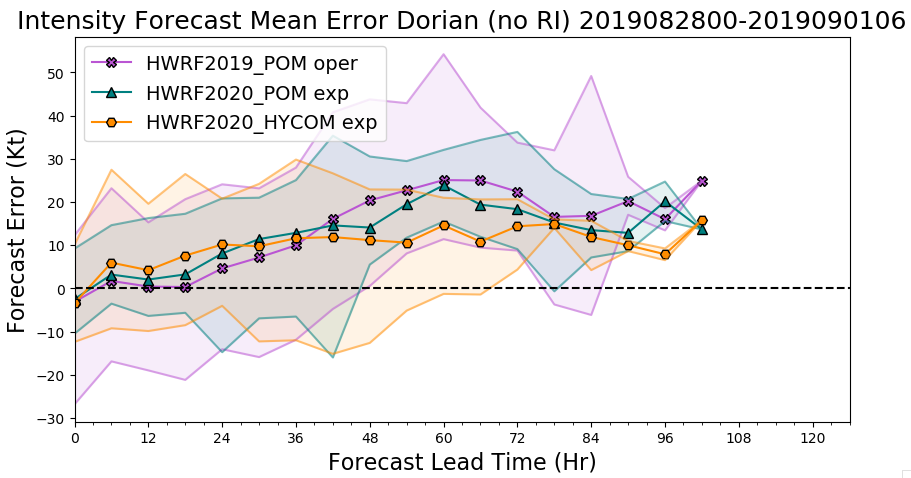 Intensity Forecast Mean Error Dorian (no RI) 2019082800-2019090106
HWRF2019_POM oper
HWRF2020_POM exp
HWRF2020_HYCOM exp
Forecast Error (Kt)
50
40
30
20
10
0
−10
−20
−30
0 12 24 36 48 60 72 84 96 108 120
Forecast Lead Time (Hr)